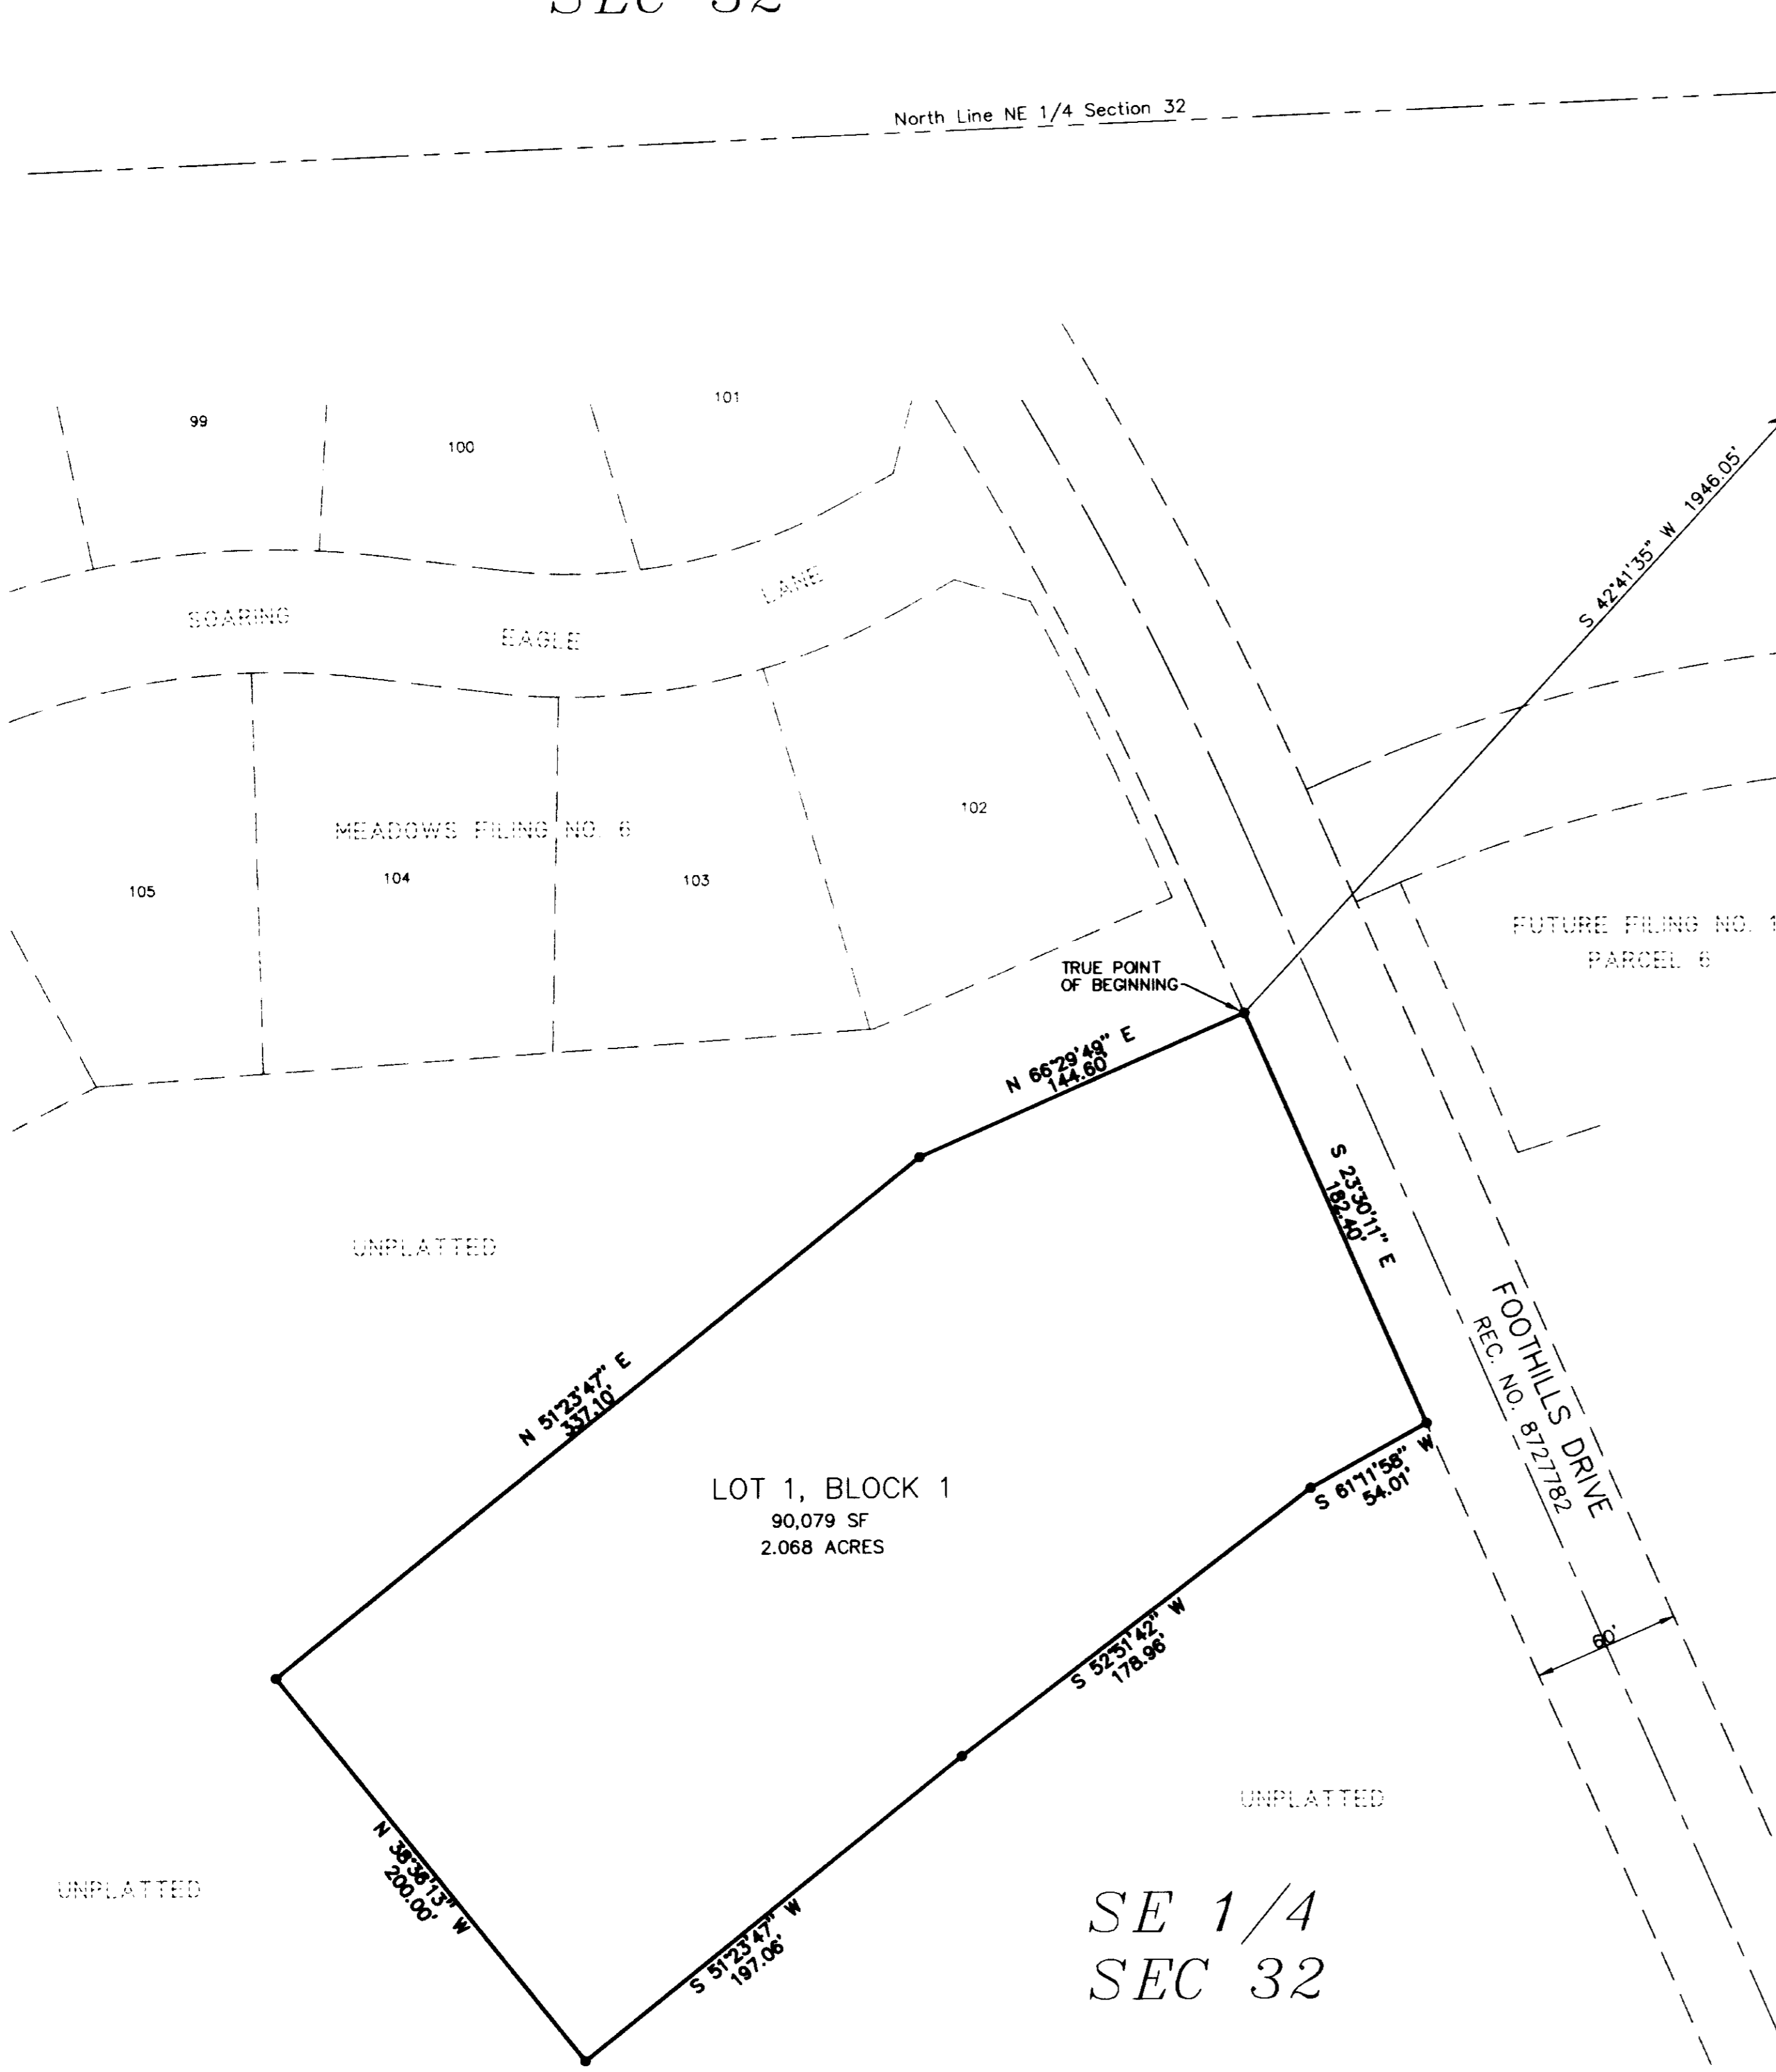 SEC 32
North Line NE 1/4 Section 32
99
100
101
S 42°41'35" W 1946.05'
SOARING
EAGLE
LANE
102
MEADOWS FILING NO. 6
105
104
103
FUTURE FILING NO. 1
PARCEL 6
TRUE POINT
OF BEGINNING
N 66°29'49" E
144.60'
S 23°30'11" E
182.40'
UNPLATTED
N 51°23'47" E
337.10'
FOOTHILLS DRIVE
REC. NO. 8727782
LOT 1, BLOCK 1
90,079 SF
2.068 ACRES
S 61°11'58" W
54.01'
S 52°51'42" W
178.96'
60'
UNPLATTED
N 38°36'13" W
200.00'
UNPLATTED
S 51°23'47" W
197.06'
SE 1/4
SEC 32